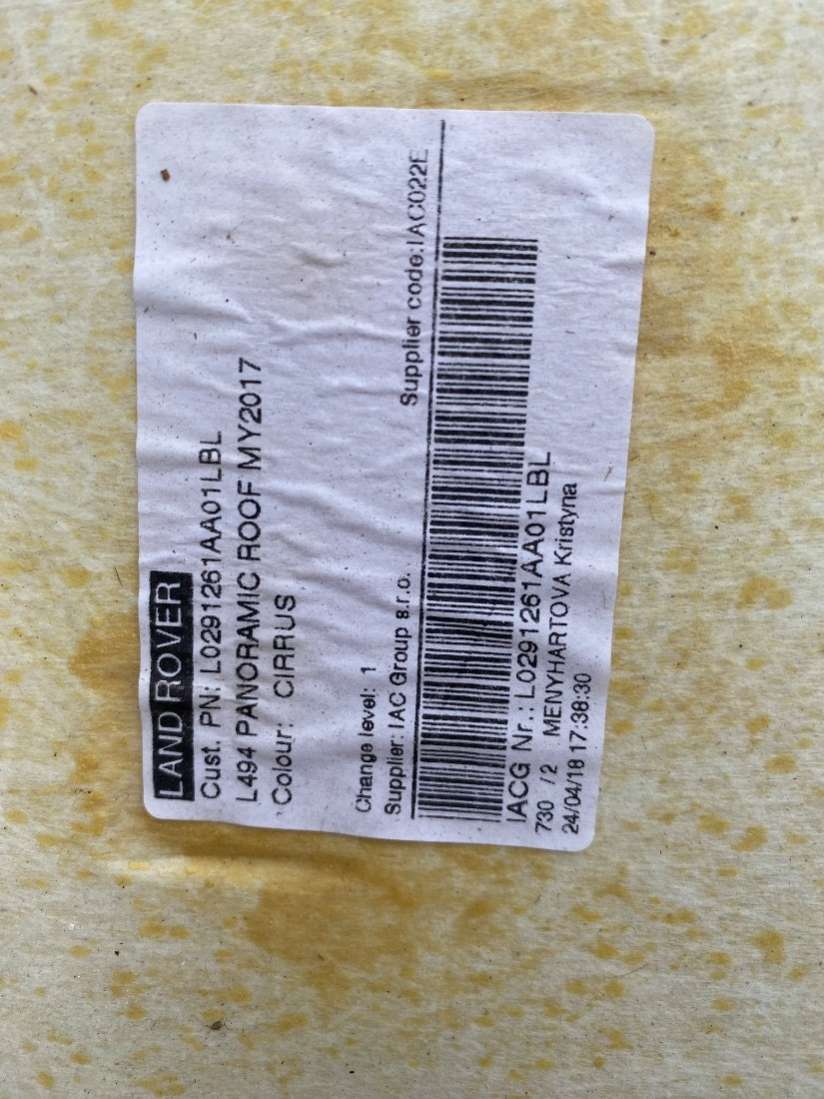 LAND ROVER
Cust. PN: L0291261AA01LBL
L494 PANORAMIC ROOF MY2017
Colour: CIRRUS
Change level: 1
Supplier: IAC Group s.r.o. Supplier code:IAC022E
IACG Nr.: L0291261AA01LBL
730 /2 MENYHARTOVA Kristyna
24/04/18 17:38:30